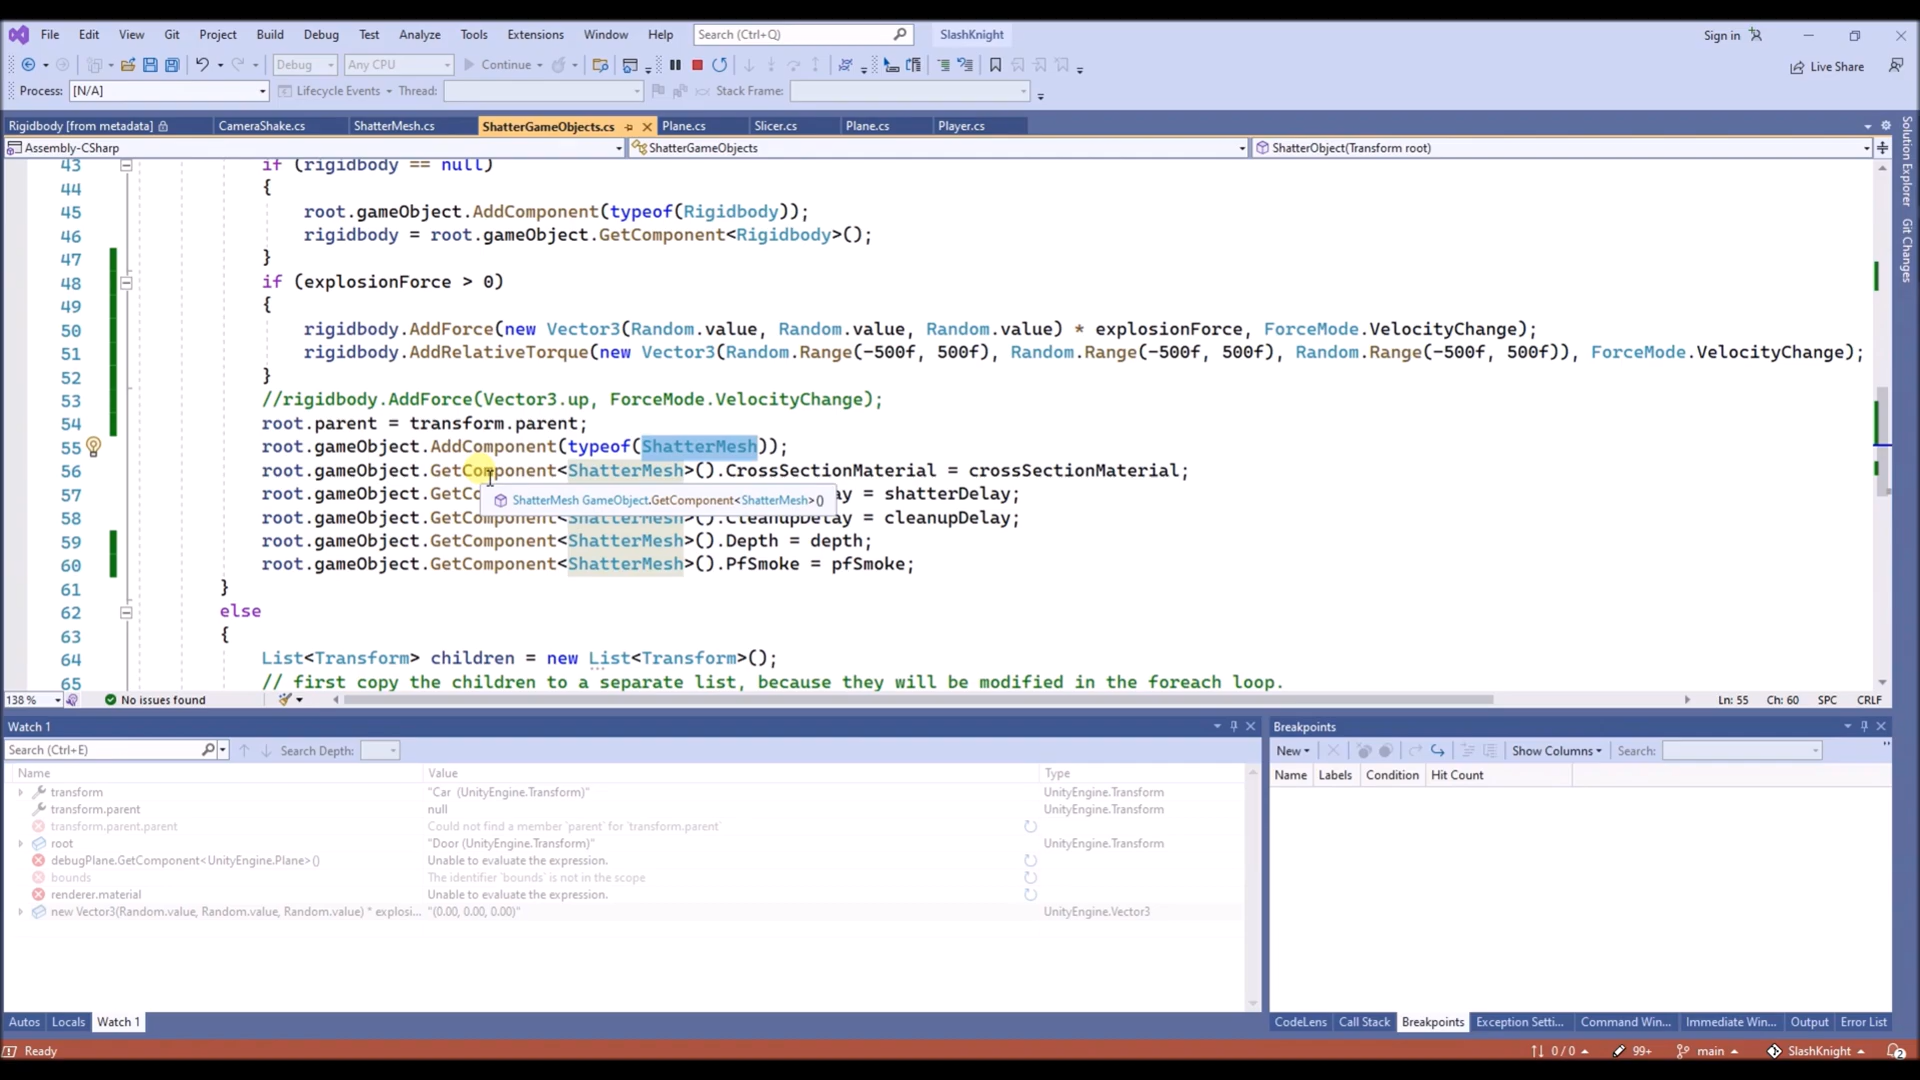 File Edit View Git Project Build Debug Test Analyze Tools Extensions Window Help Search (Ctrl+Q) SlashKnight Sign in
Debug Any CPU Continue Live Share
Process: [N/A] Lifecycle Events Thread: Stack Frame:
Rigidbody [from metadata] CameraShake.cs ShatterMesh.cs ShatterGameObjects.cs Plane.cs Slicer.cs Plane.cs Player.cs
Assembly-CSharp ShatterGameObjects ShatterObject(Transform root)
Solution Explorer
Git Changes
43 if (rigidbody == null)
44 {
45 root.gameObject.AddComponent(typeof(Rigidbody));
46 rigidbody = root.gameObject.GetComponent<Rigidbody>();
47 }
48 if (explosionForce > 0)
49 {
50 rigidbody.AddForce(new Vector3(Random.value, Random.value, Random.value) * explosionForce, ForceMode.VelocityChange);
51 rigidbody.AddRelativeTorque(new Vector3(Random.Range(-500f, 500f), Random.Range(-500f, 500f), Random.Range(-500f, 500f)), ForceMode.VelocityChange);
52 }
53 //rigidbody.AddForce(Vector3.up, ForceMode.VelocityChange);
54 root.parent = transform.parent;
55 root.gameObject.AddComponent(typeof(ShatterMesh));
56 root.gameObject.GetComponent<ShatterMesh>().CrossSectionMaterial = crossSectionMaterial;
57 root.gameObject.GetCo ay = shatterDelay;
ShatterMesh GameObject.GetComponent<ShatterMesh>()
58 root.gameObject.GetComponent<ShatterMesh>().CleanupDelay = cleanupDelay;
59 root.gameObject.GetComponent<ShatterMesh>().Depth = depth;
60 root.gameObject.GetComponent<ShatterMesh>().PfSmoke = pfSmoke;
61 }
62 else
63 {
64 List<Transform> children = new List<Transform>();
65 // first copy the children to a separate list, because they will be modified in the foreach loop.
138 % No issues found Ln: 55 Ch: 60 SPC CRLF
Watch 1
Search (Ctrl+E) Search Depth:
Name Value Type
transform "Car (UnityEngine.Transform)" UnityEngine.Transform
transform.parent null UnityEngine.Transform
transform.parent.parent Could not find a member `parent` for `transform.parent`
root "Door (UnityEngine.Transform)" UnityEngine.Transform
debugPlane.GetComponent<UnityEngine.Plane>() Unable to evaluate the expression.
bounds The identifier `bounds` is not in the scope
renderer.material Unable to evaluate the expression.
new Vector3(Random.value, Random.value, Random.value) * explosi... "(0.00, 0.00, 0.00)" UnityEngine.Vector3
Autos Locals Watch 1
Breakpoints
New Show Columns Search:
Name Labels Condition Hit Count
CodeLens Call Stack Breakpoints Exception Setti... Command Win... Immediate Win... Output Error List
Ready 0 / 0 99+ main SlashKnight 2